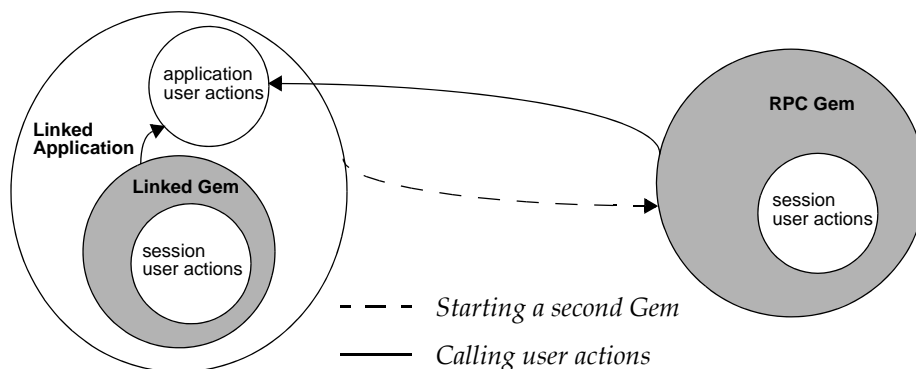 application
user actions
Linked
Application
Linked Gem
session
user actions
RPC Gem
session
user actions
Starting a second Gem
Calling user actions